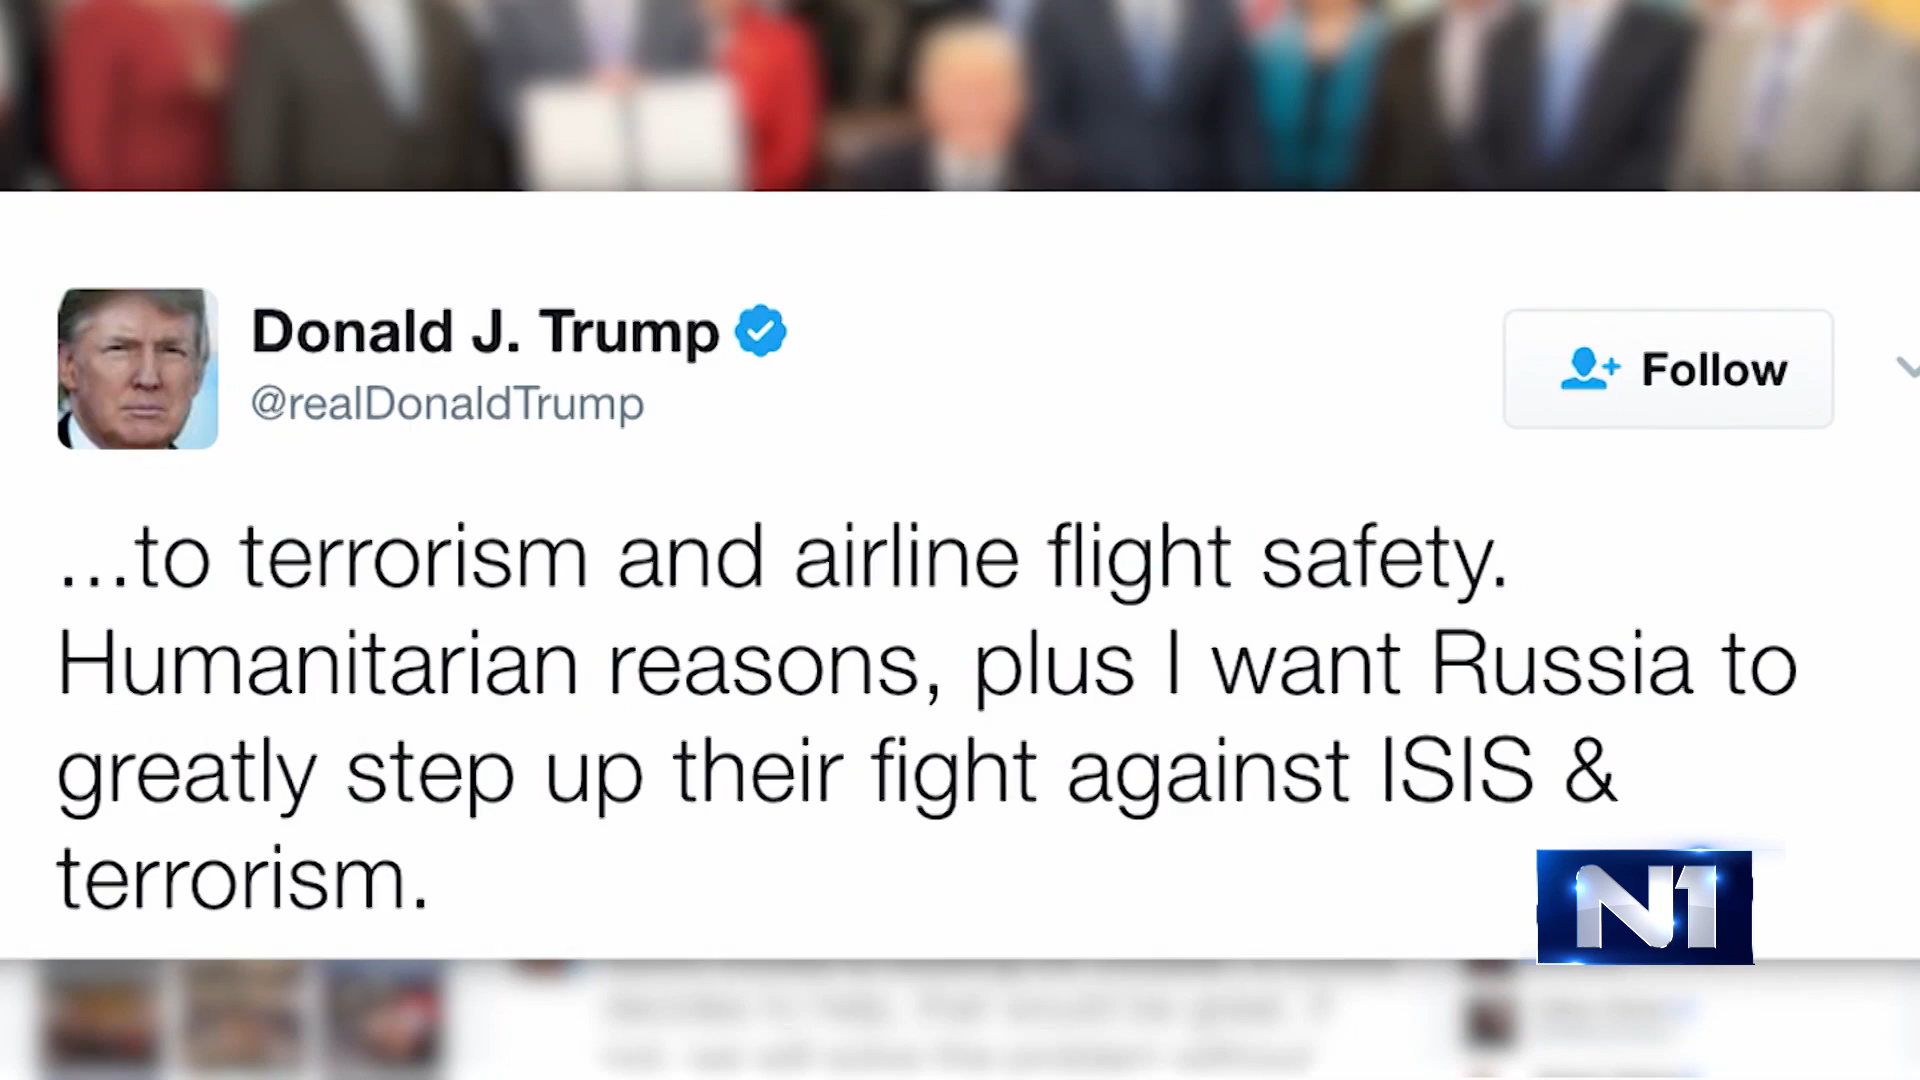 Donald J. Trump
@realDonaldTrump
Follow
...to terrorism and airline flight safety.
Humanitarian reasons, plus I want Russia to
greatly step up their fight against ISIS &
terrorism.
N1